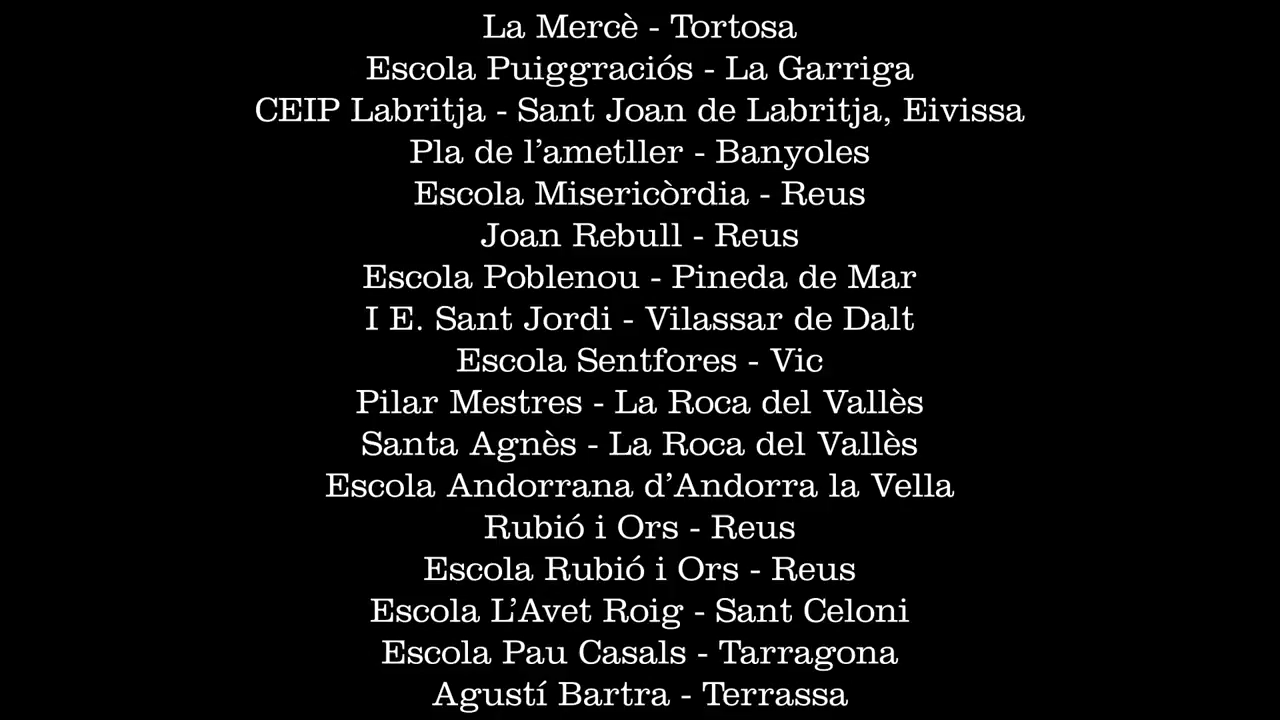 La Mercè - Tortosa
Escola Puiggraciós - La Garriga
CEIP Labritja - Sant Joan de Labritja, Eivissa
Pla de l’ametller - Banyoles
Escola Misericòrdia - Reus
Joan Rebull - Reus
Escola Poblenou - Pineda de Mar
I E. Sant Jordi - Vilassar de Dalt
Escola Sentfores - Vic
Pilar Mestres - La Roca del Vallès
Santa Agnès - La Roca del Vallès
Escola Andorrana d’Andorra la Vella
Rubió i Ors - Reus
Escola Rubió i Ors - Reus
Escola L’Avet Roig - Sant Celoni
Escola Pau Casals - Tarragona
Agustí Bartra - Terrassa